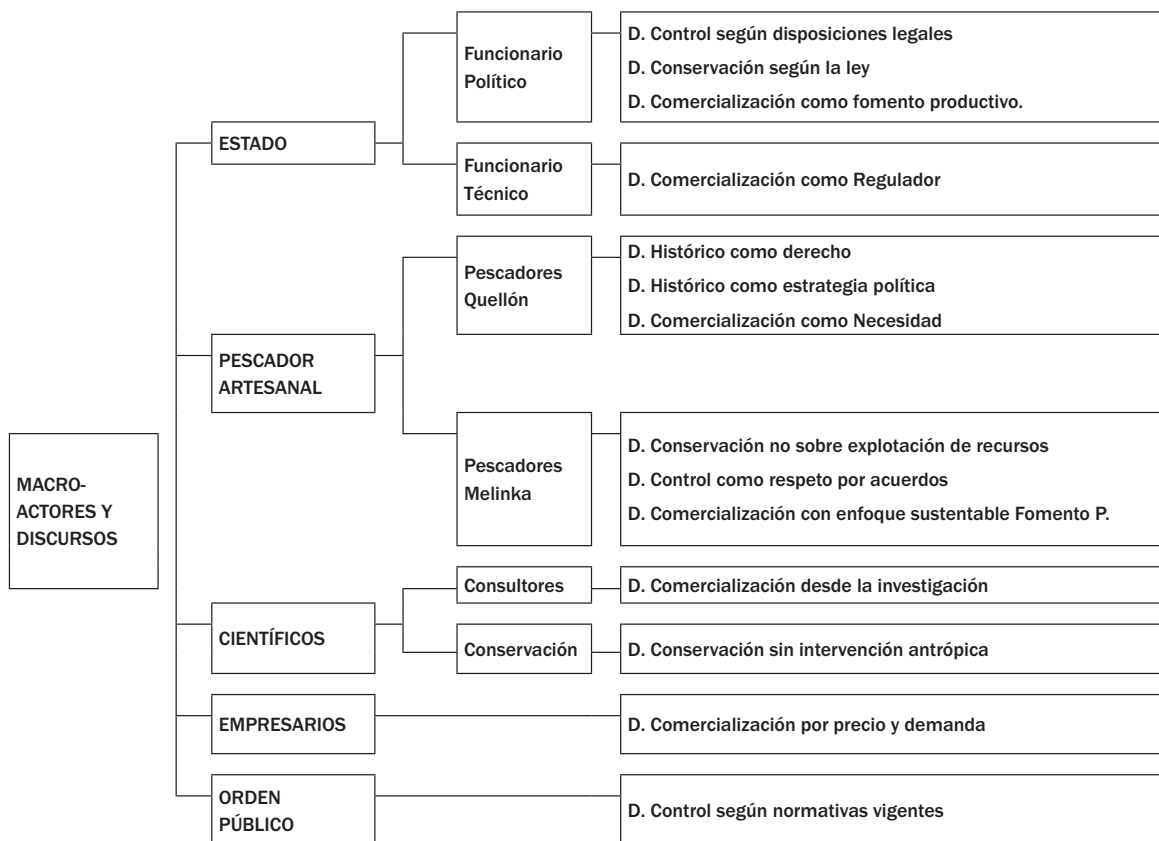 MACRO-
ACTORES Y
DISCURSOS
ESTADO
Funcionario
Político
D. Control según disposiciones legales
D. Conservación según la ley
D. Comercialización como fomento productivo.
Funcionario
Técnico
D. Comercialización como Regulador
PESCADOR
ARTESANAL
Pescadores
Quellón
D. Histórico como derecho
D. Histórico como estrategia política
D. Comercialización como Necesidad
Pescadores
Melinka
D. Conservación no sobre explotación de recursos
D. Control como respeto por acuerdos
D. Comercialización con enfoque sustentable Fomento P.
CIENTÍFICOS
Consultores
D. Comercialización desde la investigación
Conservación
D. Conservación sin intervención antrópica
EMPRESARIOS
D. Comercialización por precio y demanda
ORDEN
PÚBLICO
D. Control según normativas vigentes